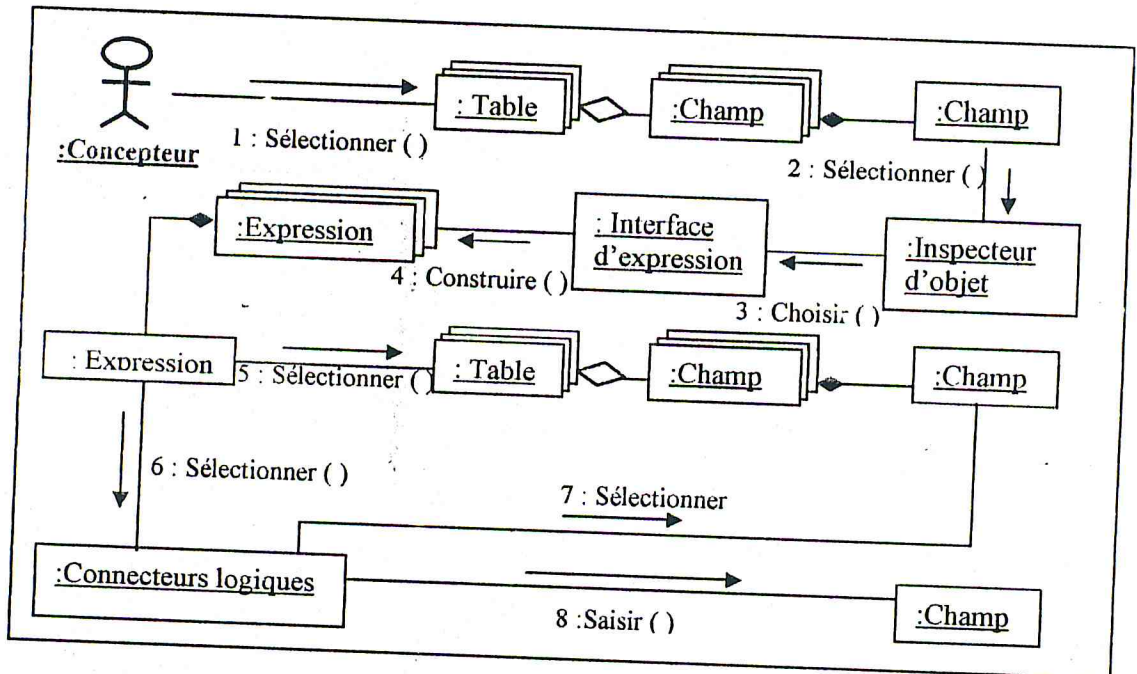 : Table
:Champ
:Champ
1 : Sélectionner ( )
:Concepteur
2 : Sélectionner ( )
:Expression
: Interface
d'expression
:Inspecteur
d'objet
4 : Construire ( )
3 : Choisir ( )
: Expression
5 : Sélectionner ( )
: Table
:Champ
:Champ
6 : Sélectionner ( )
7 : Sélectionner
:Connecteurs logiques
8 :Saisir ( )
:Champ